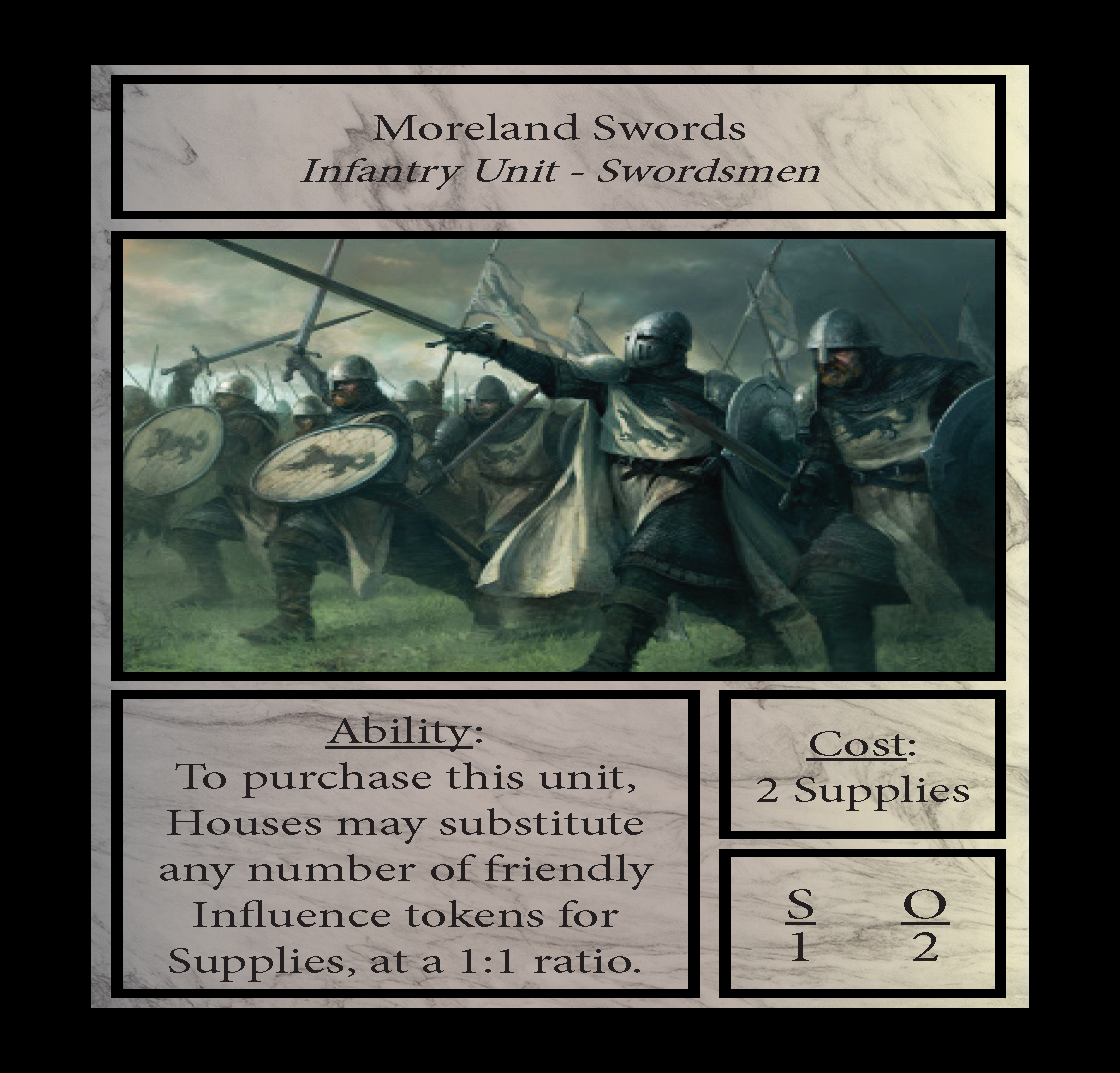 Moreland Swords
Infantry Unit - Swordsmen
Ability:
To purchase this unit,
Houses may substitute
any number of friendly
Influence tokens for
Supplies, at a 1:1 ratio.
Cost:
2 Supplies
S O
1 2